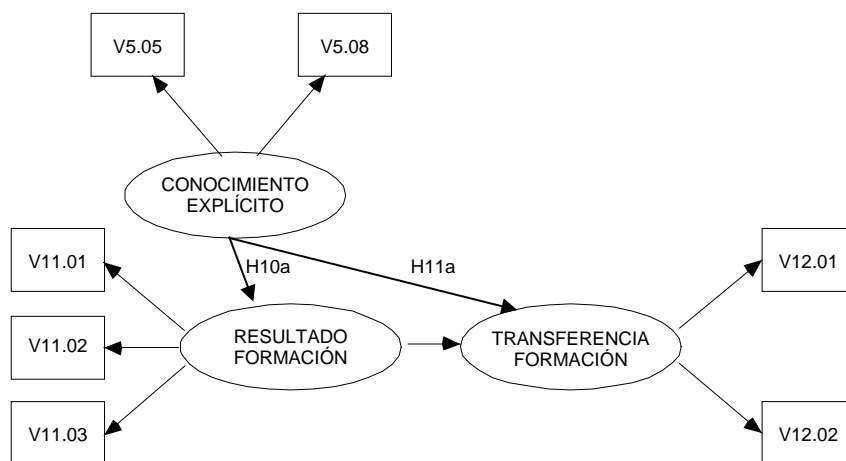 V5.05
V5.08
CONOCIMIENTO
EXPLÍCITO
V11.01
H10a
H11a
V12.01
V11.02
RESULTADO
FORMACIÓN
TRANSFERENCIA
FORMACIÓN
V11.03
V12.02